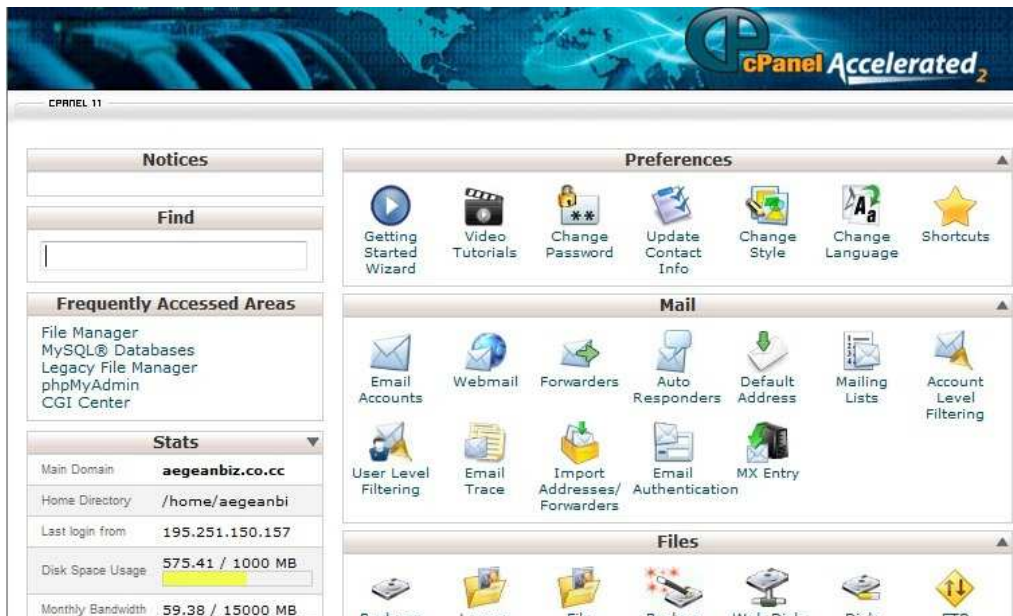 cPanel Accelerated2
CPANEL 11
Notices
Find
Frequently Accessed Areas
File Manager
MySQL® Databases
Legacy File Manager
phpMyAdmin
CGI Center
Stats
Main Domain aegeanbiz.co.cc
Home Directory /home/aegeanbi
Last login from 195.251.150.157
Disk Space Usage 575.41 / 1000 MB
Monthly Bandwidth 59.38 / 15000 MB
Preferences
Getting Started Wizard
Video Tutorials
Change Password
Update Contact Info
Change Style
Change Language
Shortcuts
Mail
Email Accounts
Webmail
Forwarders
Auto Responders
Default Address
Mailing Lists
Account Level Filtering
User Level Filtering
Email Trace
Import Addresses/ Forwarders
Email Authentication
MX Entry
Files